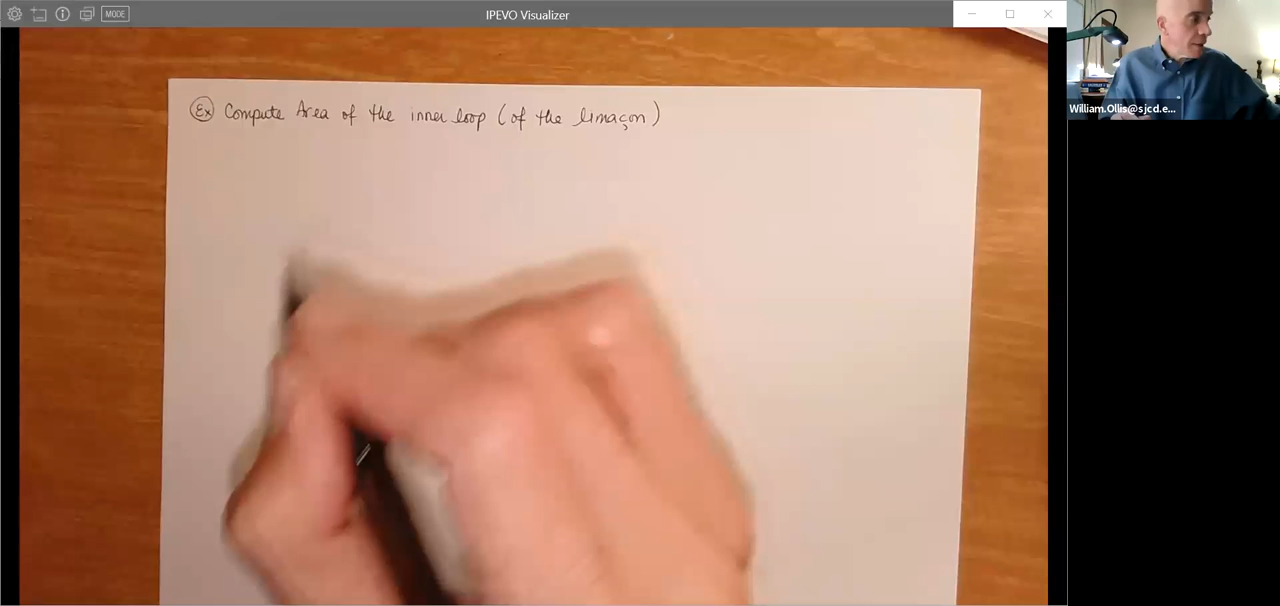 MODE
IPEVO Visualizer
William.Ollis@sjcd.e...
Ex Compute Area of the inner loop (of the limaçon)